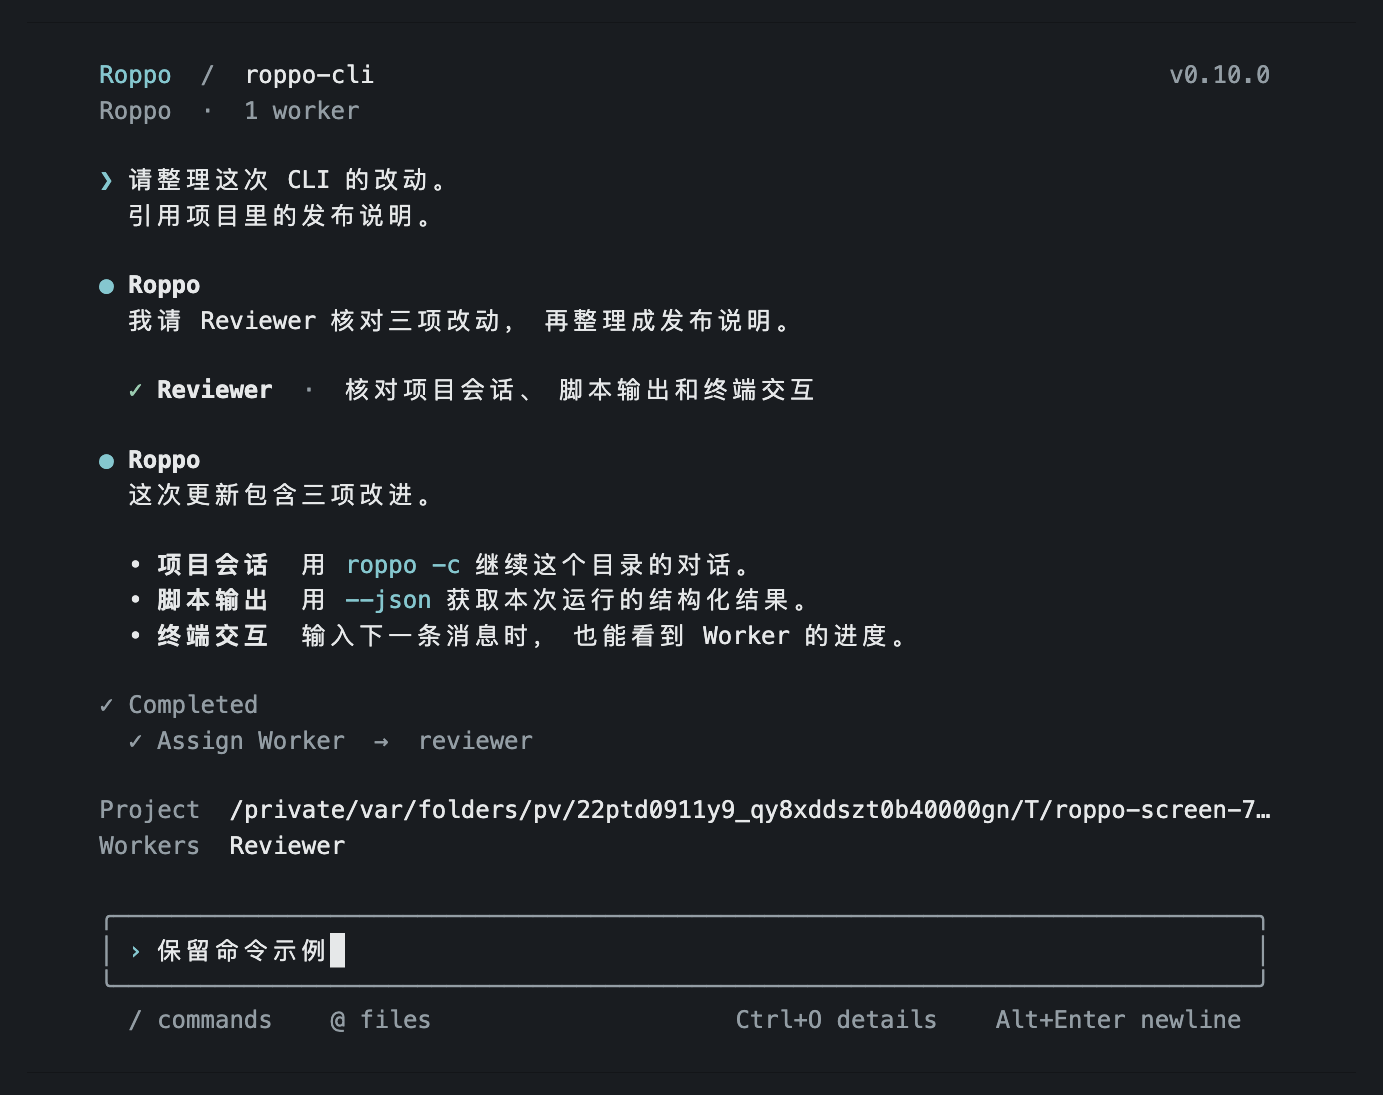 Roppo / roppo-cli v0.10.0
Roppo · 1 worker
❯ 请整理这次 CLI 的改动。
引用项目里的发布说明。
● Roppo
我请 Reviewer 核对三项改动，再整理成发布说明。
✓ Reviewer · 核对项目会话、脚本输出和终端交互
● Roppo
这次更新包含三项改进。
• 项目会话 用 roppo -c 继续这个目录的对话。
• 脚本输出 用 --json 获取本次运行的结构化结果。
• 终端交互 输入下一条消息时，也能看到 Worker 的进度。
✓ Completed
✓ Assign Worker → reviewer
Project /private/var/folders/pv/22ptd0911y9_qy8xddszt0b40000gn/T/roppo-screen-7…
Workers Reviewer
› 保留命令示例
/ commands @ files Ctrl+O details Alt+Enter newline